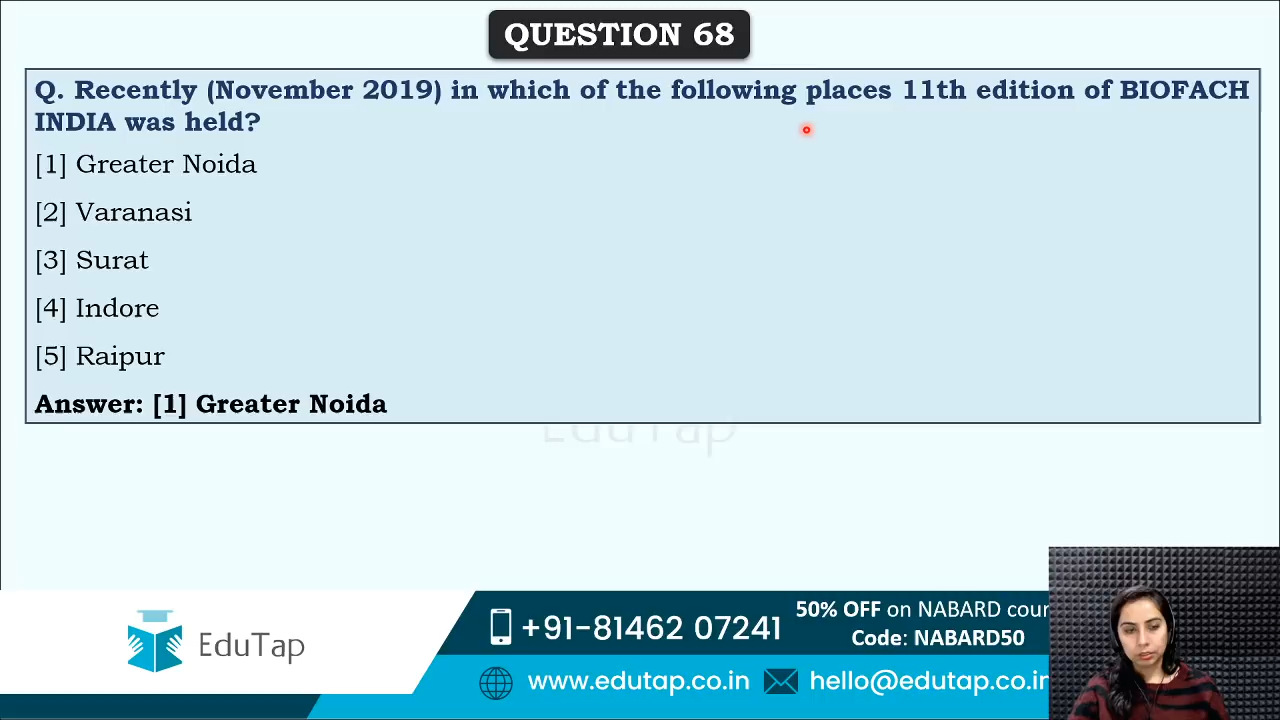 QUESTION 68
Q. Recently (November 2019) in which of the following places 11th edition of BIOFACH
INDIA was held?
[1] Greater Noida
[2] Varanasi
[3] Surat
[4] Indore
[5] Raipur
Answer: [1] Greater Noida
EduTap
EduTap
+91-81462 07241
50% OFF on NABARD cour
Code: NABARD50
www.edutap.co.in
hello@edutap.co.in